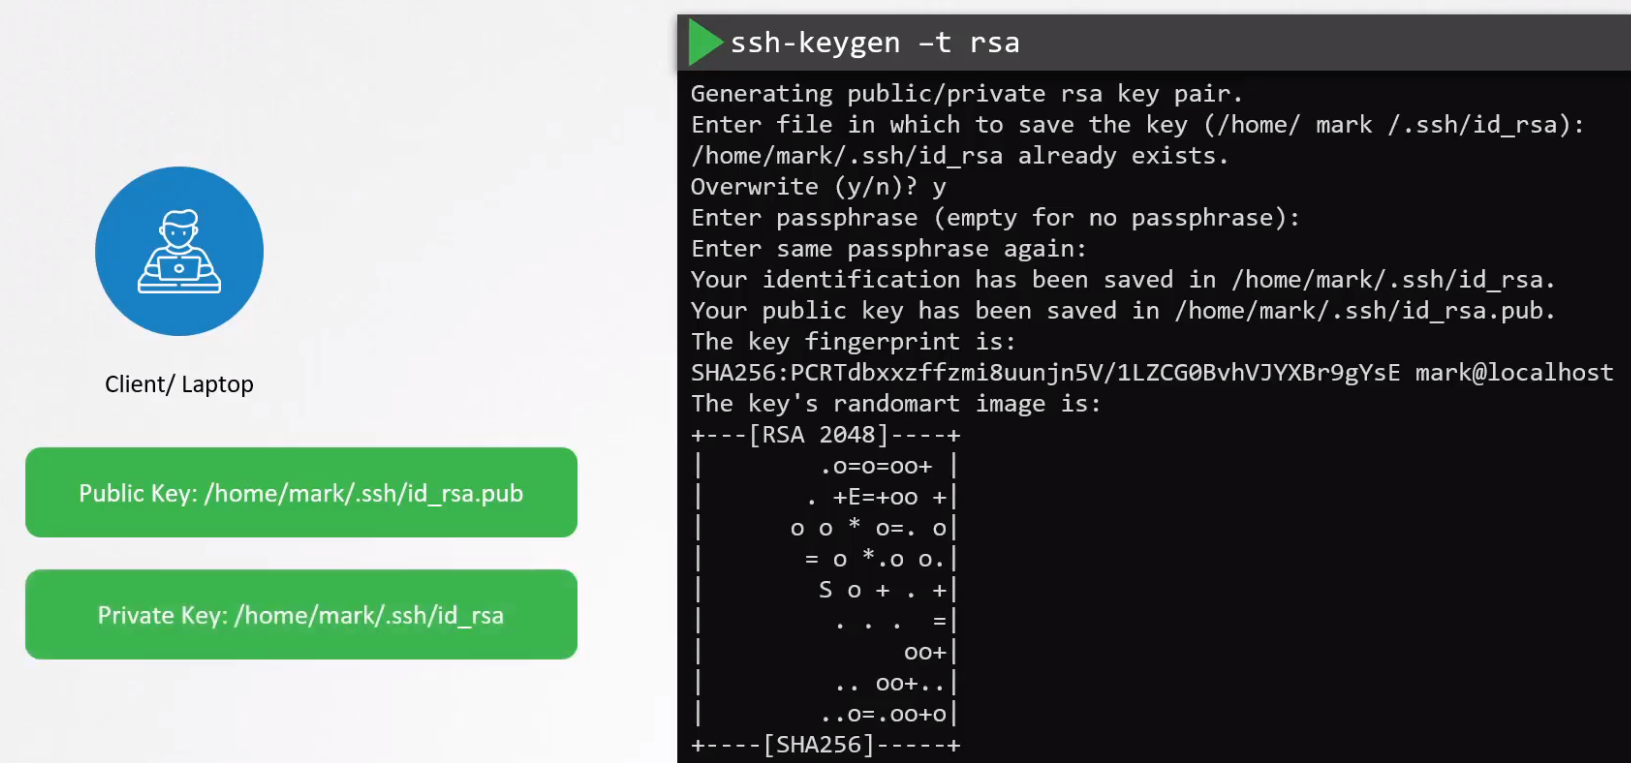 Client/ Laptop
Public Key: /home/mark/.ssh/id_rsa.pub
Private Key: /home/mark/.ssh/id_rsa
ssh-keygen –t rsa
Generating public/private rsa key pair.
Enter file in which to save the key (/home/ mark /.ssh/id_rsa):
/home/mark/.ssh/id_rsa already exists.
Overwrite (y/n)? y
Enter passphrase (empty for no passphrase):
Enter same passphrase again:
Your identification has been saved in /home/mark/.ssh/id_rsa.
Your public key has been saved in /home/mark/.ssh/id_rsa.pub.
The key fingerprint is:
SHA256:PCRTdbxxzffzmi8uunjn5V/1LZCG0BvhVJYXBr9gYsE mark@localhost
The key's randomart image is:
+---[RSA 2048]----+
|        .o=o=oo+ |
|       . +E=+oo +|
|      o o * o=. o|
|       = o *.o o.|
|        S o + . +|
|         . . .  =|
|              oo+|
|         .. oo+..|
|        ..o=.oo+o|
+----[SHA256]-----+